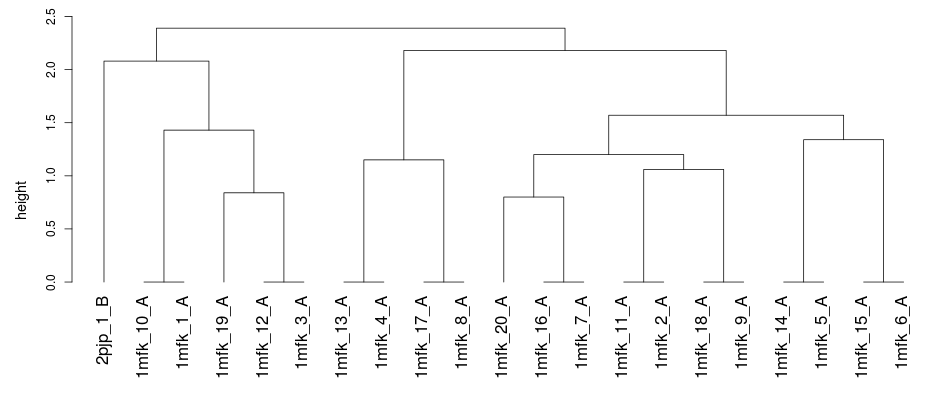 2.5
2.0
1.5
1.0
0.5
0.0
height
2pjp_1_B
1mfk_10_A
1mfk_1_A
1mfk_19_A
1mfk_12_A
1mfk_3_A
1mfk_13_A
1mfk_4_A
1mfk_17_A
1mfk_8_A
1mfk_20_A
1mfk_16_A
1mfk_7_A
1mfk_11_A
1mfk_2_A
1mfk_18_A
1mfk_9_A
1mfk_14_A
1mfk_5_A
1mfk_15_A
1mfk_6_A